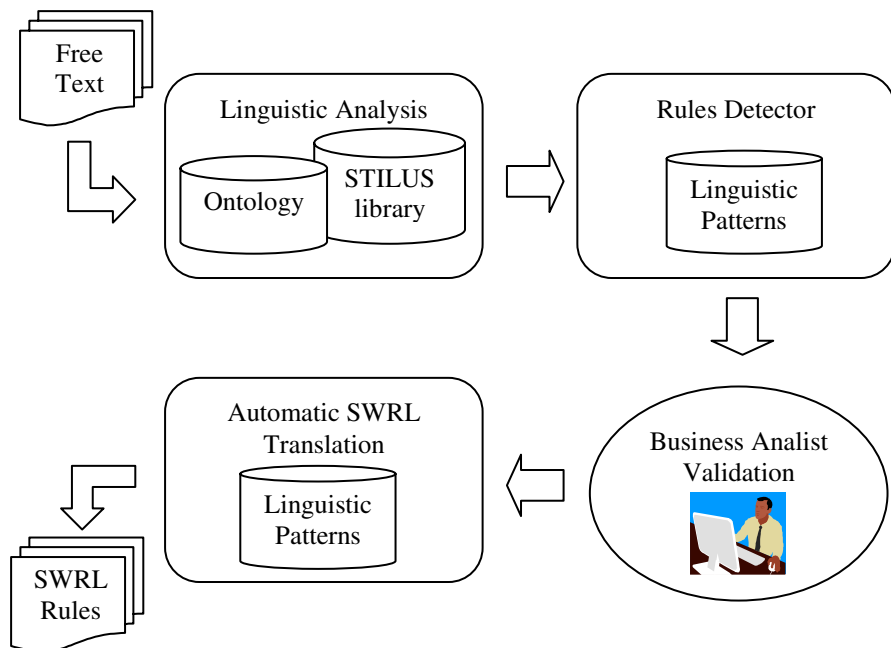 Free
Text
Linguistic Analysis
Ontology
STILUS
library
Rules Detector
Linguistic
Patterns
Business Analist
Validation
Automatic SWRL
Translation
Linguistic
Patterns
SWRL
Rules